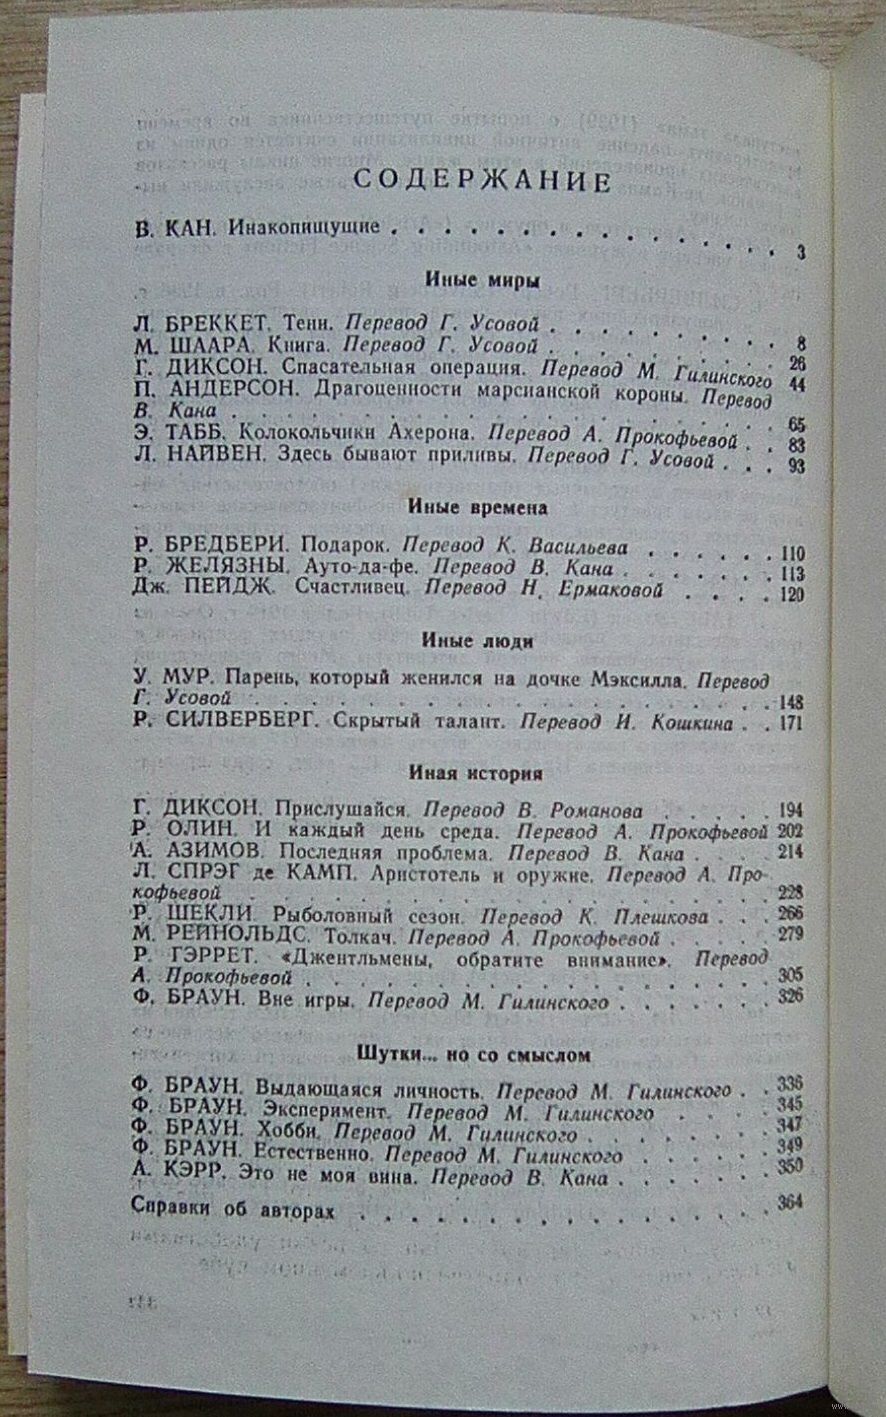 СОДЕРЖАНИЕ
В. КАН. Инакопищущие . . . . . . . . . . . . . . . 3
Иные миры
Л. БРЕККЕТ. Тени. Перевод Г. Усовой . . . . . . . . . . 8
М. ШААРА. Книга. Перевод Г. Усовой . . . . . . . . . . 26
Г. ДИКСОН. Спасательная операция. Перевод М. Гилинского 44
П. АНДЕРСОН. Драгоценности марсианской короны. Перевод
В. Кана . . . . . . . . . . . . . . . . . . . . 65
Э. ТАББ. Колокольчики Ахерона. Перевод А. Прокофьевой . . 83
Л. НАЙВЕН. Здесь бывают приливы. Перевод Г. Усовой . . . 93
Иные времена
Р. БРЕДБЕРИ. Подарок. Перевод К. Васильева . . . . . . 110
Р. ЖЕЛЯЗНЫ. Ауто-да-фе. Перевод В. Кана . . . . . . . 113
Дж. ПЕЙДЖ. Счастливец. Перевод Н. Ермаковой . . . . 120
Иные люди
У. МУР. Парень, который женился на дочке Мэксилла. Перевод
Г. Усовой . . . . . . . . . . . . . . . . . . . 148
Р. СИЛВЕРБЕРГ. Скрытый талант. Перевод И. Кошкина . . 171
Иная история
Г. ДИКСОН. Прислушайся. Перевод В. Романова . . . . . 194
Р. ОЛИН. И каждый день среда. Перевод А. Прокофьевой 202
А. АЗИМОВ. Последняя проблема. Перевод В. Кана . . . . 214
Л. СПРЭГ де КАМП. Аристотель и оружие. Перевод А. Про-
кофьевой . . . . . . . . . . . . . . . . . . . 228
Р. ШЕКЛИ. Рыболовный сезон. Перевод К. Плешкова . . . 266
М. РЕЙНОЛЬДС. Толкач. Перевод А. Прокофьевой . . . . . 279
Р. ГЭРРЕТ. «Джентльмены, обратите внимание». Перевод
А. Прокофьевой . . . . . . . . . . . . . . . . . 305
Ф. БРАУН. Вне игры. Перевод М. Гилинского . . . . . . . 326
Шутки... но со смыслом
Ф. БРАУН. Выдающаяся личность. Перевод М. Гилинского . . 336
Ф. БРАУН. Эксперимент. Перевод М. Гилинского . . . . 345
Ф. БРАУН. Хобби. Перевод М. Гилинского . . . . . . . 347
Ф. БРАУН. Естественно. Перевод М. Гилинского . . . . . 349
А. КЭРР. Это не моя вина. Перевод В. Кана . . . . . . . 350
Справки об авторах . . . . . . . . . . . . . . . . 364